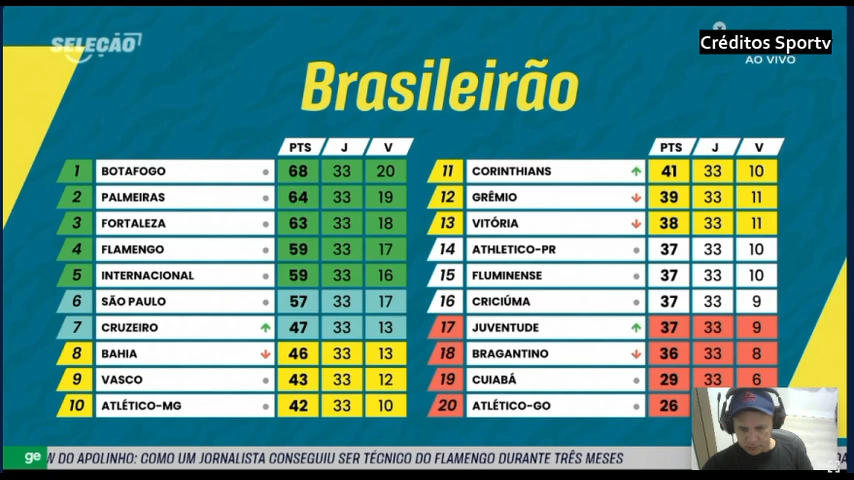 SELEÇÃO
Créditos Sportv
AO VIVO
Brasileirão
PTS J V
1 BOTAFOGO 68 33 20
2 PALMEIRAS 64 33 19
3 FORTALEZA 63 33 18
4 FLAMENGO 59 33 17
5 INTERNACIONAL 59 33 16
6 SÃO PAULO 57 33 17
7 CRUZEIRO 47 33 13
8 BAHIA 46 33 13
9 VASCO 43 33 12
10 ATLÉTICO-MG 42 33 10
PTS J V
11 CORINTHIANS 41 33 10
12 GRÊMIO 39 33 11
13 VITÓRIA 38 33 11
14 ATHLETICO-PR 37 33 10
15 FLUMINENSE 37 33 10
16 CRICIÚMA 37 33 9
17 JUVENTUDE 37 33 9
18 BRAGANTINO 36 33 8
19 CUIABÁ 29 33 6
20 ATLÉTICO-GO 26
ge W DO APOLINHO: COMO UM JORNALISTA CONSEGUIU SER TÉCNICO DO FLAMENGO DURANTE TRÊS MESES